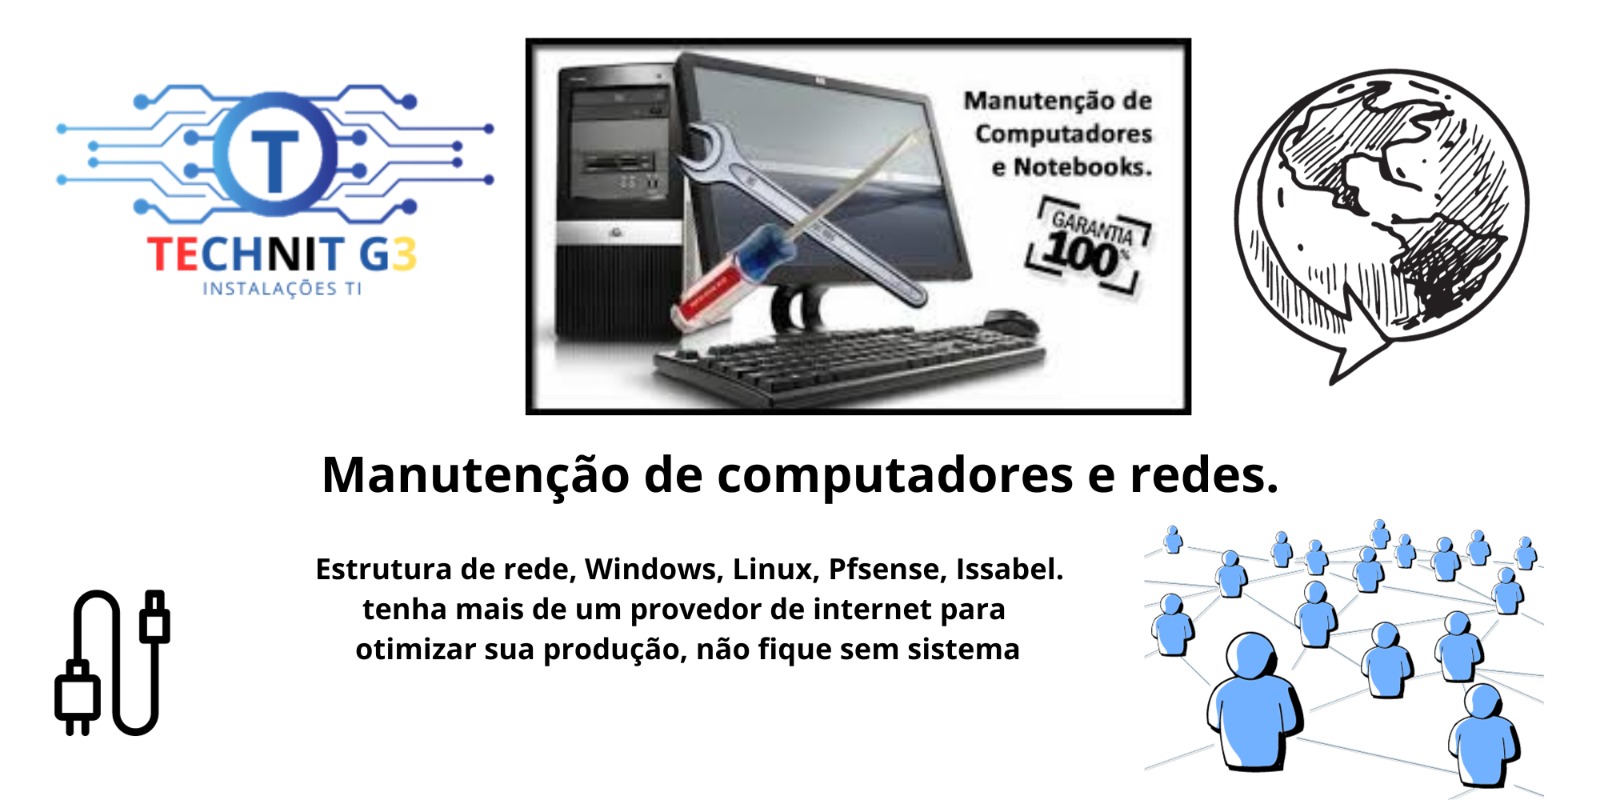 T
TECHNIT G3
INSTALAÇÕES TI
Manutenção de
Computadores
e Notebooks.
GARANTIA
100%
Manutenção de computadores e redes.
Estrutura de rede, Windows, Linux, Pfsense, Issabel.
tenha mais de um provedor de internet para
otimizar sua produção, não fique sem sistema